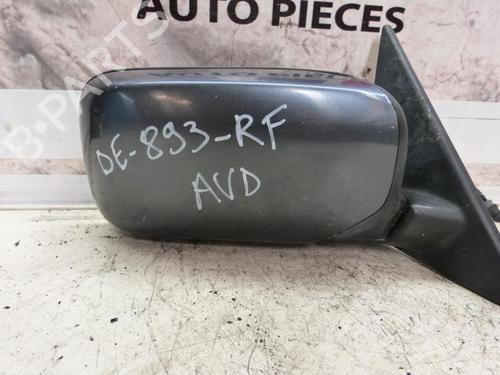 AUTO PIECES
B-PARTS
DE-893-RF
AVD